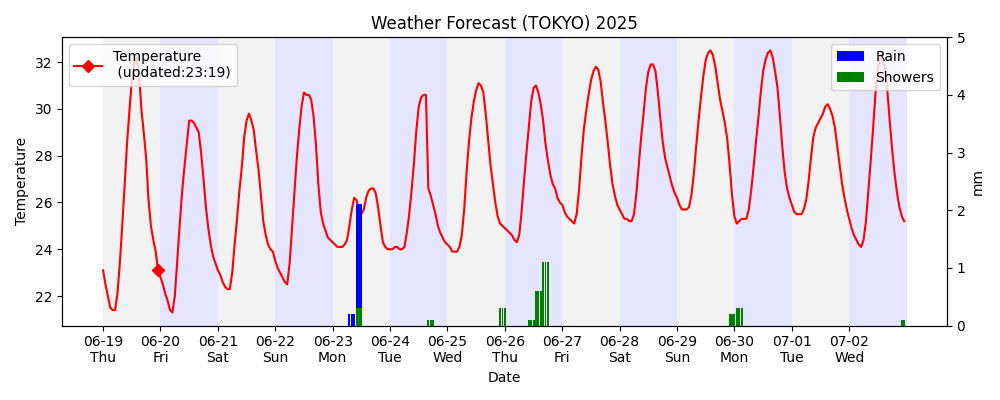 Weather Forecast (TOKYO) 2025
Temperature
(updated:23:19)
Rain
Showers
Temperature
32
30
28
26
24
22
5
4
3
2
1
0
mm
06-19 06-20 06-21 06-22 06-23 06-24 06-25 06-26 06-27 06-28 06-29 06-30 07-01 07-02
Thu Fri Sat Sun Mon Tue Wed Thu Fri Sat Sun Mon Tue Wed
Date